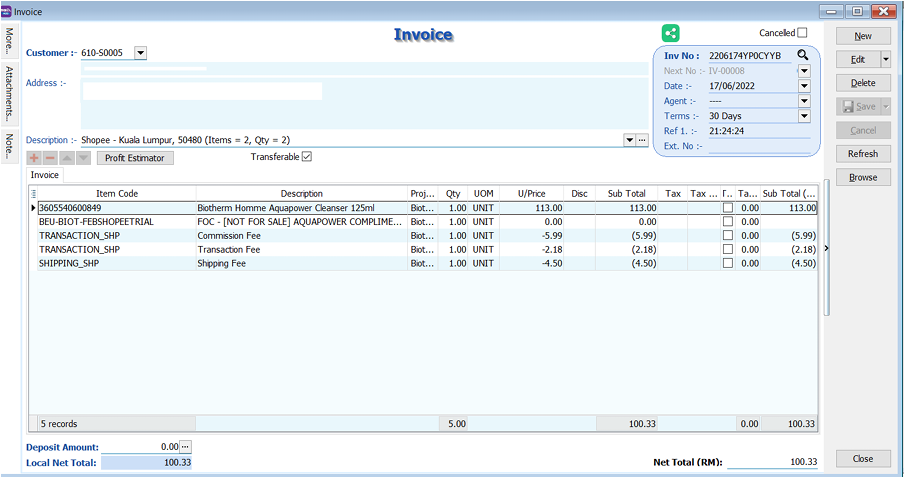 Invoice
Invoice
Cancelled
More...
Attachments...
Note...
Customer :- 610-S0005
Address :-
Description :- Shopee - Kuala Lumpur, 50480 (Items = 2, Qty = 2) ...
Inv No : 2206174YP0CYYB
Next No :- IV-00008
Date :- 17/06/2022
Agent :- ----
Terms :- 30 Days
Ref 1. :- 21:24:24
Ext. No :-
New
Edit
Delete
Save
Cancel
Refresh
Browse
Profit Estimator Transferable
Invoice
Item Code Description Proj... Qty UOM U/Price Disc Sub Total Tax Tax ... T.. Ta... Sub Total (...
3605540600849 Biotherm Homme Aquapower Cleanser 125ml Biot... 1.00 UNIT 113.00 113.00 0.00 113.00
BEU-BIOT-FEBSHOPEETRIAL FOC - [NOT FOR SALE] AQUAPOWER COMPLIME... Biot... 1.00 UNIT 0.00 0.00 0.00 0.00
TRANSACTION_SHP Commission Fee Biot... 1.00 UNIT -5.99 (5.99) 0.00 (5.99)
TRANSACTION_SHP Transaction Fee Biot... 1.00 UNIT -2.18 (2.18) 0.00 (2.18)
SHIPPING_SHP Shipping Fee Biot... 1.00 UNIT -4.50 (4.50) 0.00 (4.50)
5 records 5.00 100.33 0.00 100.33
Deposit Amount: 0.00 ...
Local Net Total: 100.33
Net Total (RM): 100.33
Close